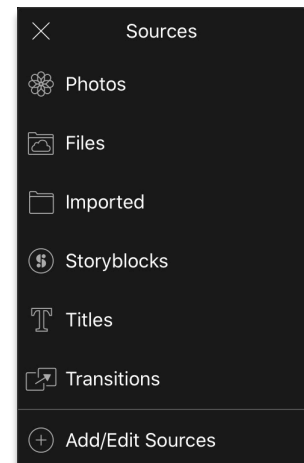 Sources
Photos
Files
Imported
Storyblocks
Titles
Transitions
Add/Edit Sources